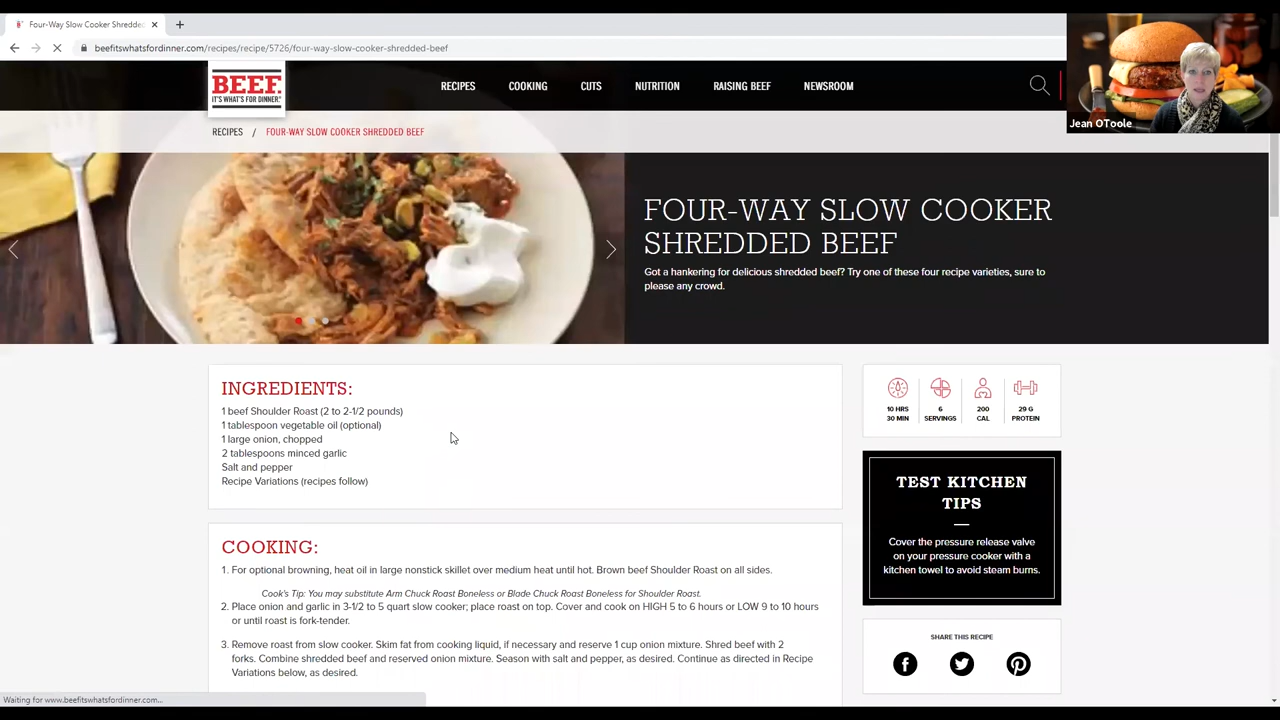 Four-Way Slow Cooker Shredded
beefitswhatsfordinner.com/recipes/recipe/5726/four-way-slow-cooker-shredded-beef
BEEF.
IT'S WHAT'S FOR DINNER.
RECIPES COOKING CUTS NUTRITION RAISING BEEF NEWSROOM
Jean OToole
RECIPES / FOUR-WAY SLOW COOKER SHREDDED BEEF
FOUR-WAY SLOW COOKER
SHREDDED BEEF
Got a hankering for delicious shredded beef? Try one of these four recipe varieties, sure to
please any crowd.
INGREDIENTS:
1 beef Shoulder Roast (2 to 2-1/2 pounds)
1 tablespoon vegetable oil (optional)
1 large onion, chopped
2 tablespoons minced garlic
Salt and pepper
Recipe Variations (recipes follow)
10 HRS 6 200 29 G
30 MIN SERVINGS CAL PROTEIN
TEST KITCHEN
TIPS
Cover the pressure release valve
on your pressure cooker with a
kitchen towel to avoid steam burns.
COOKING:
1. For optional browning, heat oil in large nonstick skillet over medium heat until hot. Brown beef Shoulder Roast on all sides.
Cook's Tip: You may substitute Arm Chuck Roast Boneless or Blade Chuck Roast Boneless for Shoulder Roast.
2. Place onion and garlic in 3-1/2 to 5 quart slow cooker; place roast on top. Cover and cook on HIGH 5 to 6 hours or LOW 9 to 10 hours
or until roast is fork-tender.
3. Remove roast from slow cooker. Skim fat from cooking liquid, if necessary and reserve 1 cup onion mixture. Shred beef with 2
forks. Combine shredded beef and reserved onion mixture. Season with salt and pepper, as desired. Continue as directed in Recipe
Variations below, as desired.
SHARE THIS RECIPE
Waiting for www.beefitswhatsfordinner.com...